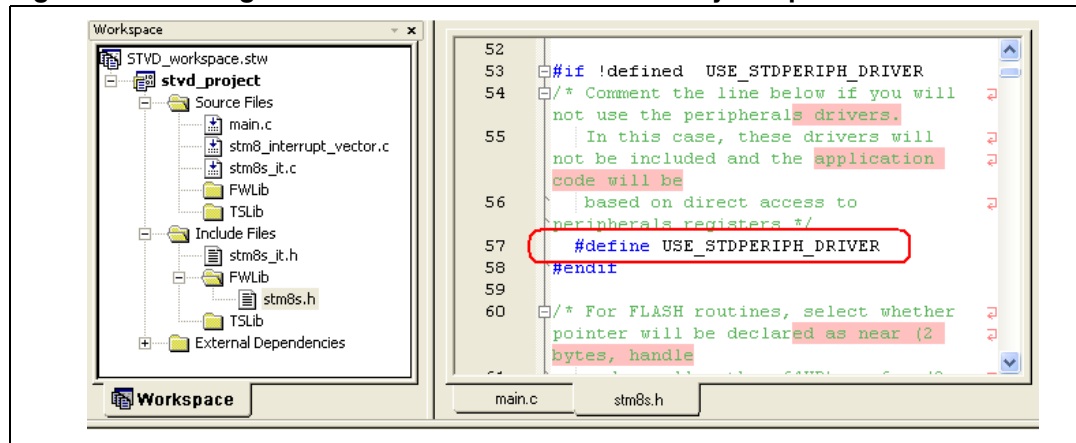 Workspace
STVD_workspace.stw
stvd_project
Source Files
main.c
stm8_interrupt_vector.c
stm8s_it.c
FWLib
TSLib
Include Files
stm8s_it.h
FWLib
stm8s.h
TSLib
External Dependencies
Workspace
52
53 #if !defined USE_STDPERIPH_DRIVER
54 /* Comment the line below if you will
not use the peripherals drivers.
55 In this case, these drivers will
not be included and the application
code will be
56 based on direct access to
peripherals registers */
57 #define USE_STDPERIPH_DRIVER
58 #endif
59
60 /* For FLASH routines, select whether
pointer will be declared as near (2
bytes, handle
main.c
stm8s.h